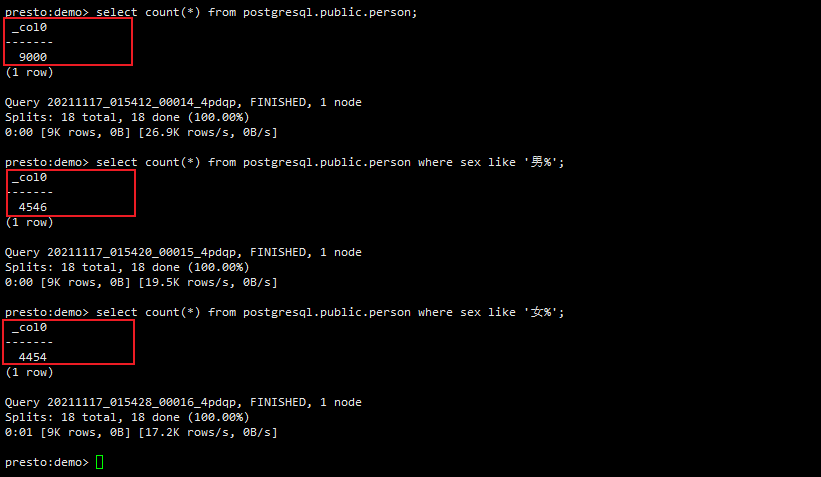 presto:demo> select count(*) from postgresql.public.person;
 _col0
-------
  9000
(1 row)
Query 20211117_015412_00014_4pdqp, FINISHED, 1 node
Splits: 18 total, 18 done (100.00%)
0:00 [9K rows, 0B] [26.9K rows/s, 0B/s]
presto:demo> select count(*) from postgresql.public.person where sex like '男%';
 _col0
-------
  4546
(1 row)
Query 20211117_015420_00015_4pdqp, FINISHED, 1 node
Splits: 18 total, 18 done (100.00%)
0:00 [9K rows, 0B] [19.5K rows/s, 0B/s]
presto:demo> select count(*) from postgresql.public.person where sex like '女%';
 _col0
-------
  4454
(1 row)
Query 20211117_015428_00016_4pdqp, FINISHED, 1 node
Splits: 18 total, 18 done (100.00%)
0:01 [9K rows, 0B] [17.2K rows/s, 0B/s]
presto:demo>